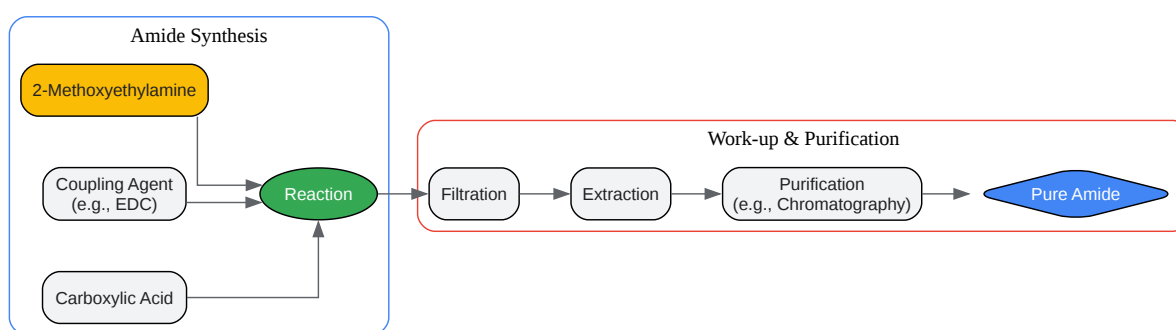 Amide Synthesis
2-Methoxyethylamine
Coupling Agent
(e.g., EDC)
Carboxylic Acid
Reaction
Work-up & Purification
Filtration
Extraction
Purification
(e.g., Chromatography)
Pure Amide